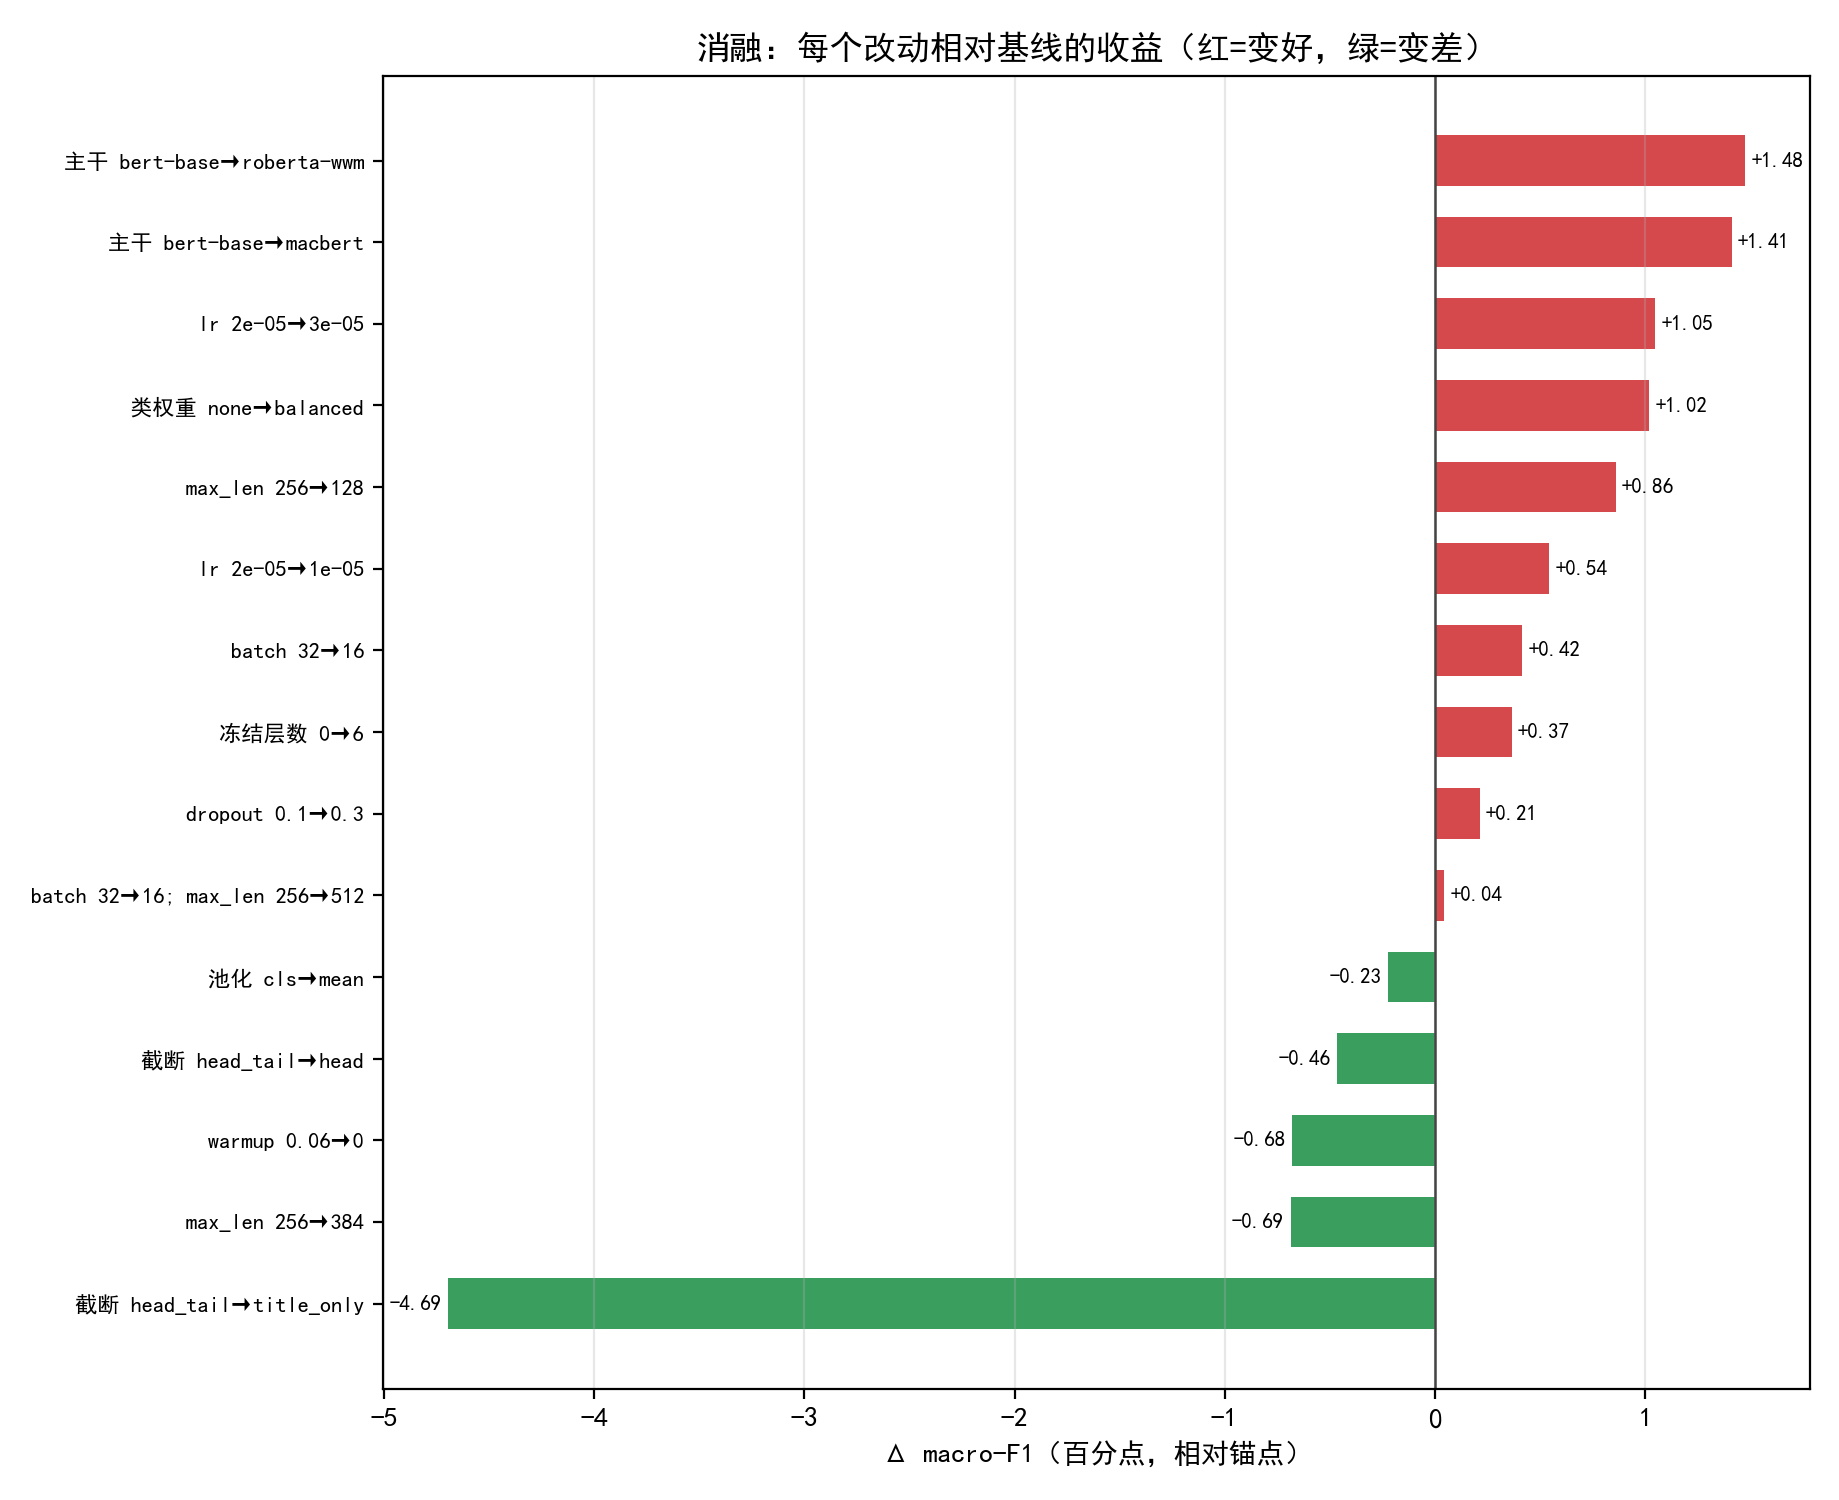 消融：每个改动相对基线的收益（红=变好，绿=变差）
主干 bert-base→roberta-wwm
+1.48
主干 bert-base→macbert
+1.41
lr 2e-05→3e-05
+1.05
类权重 none→balanced
+1.02
max_len 256→128
+0.86
lr 2e-05→1e-05
+0.54
batch 32→16
+0.42
冻结层数 0→6
+0.37
dropout 0.1→0.3
+0.21
batch 32→16; max_len 256→512
+0.04
池化 cls→mean
−0.23
截断 head_tail→head
−0.46
warmup 0.06→0
−0.68
max_len 256→384
−0.69
截断 head_tail→title_only
−4.69
−5 −4 −3 −2 −1 0 1
Δ macro-F1（百分点，相对锚点）